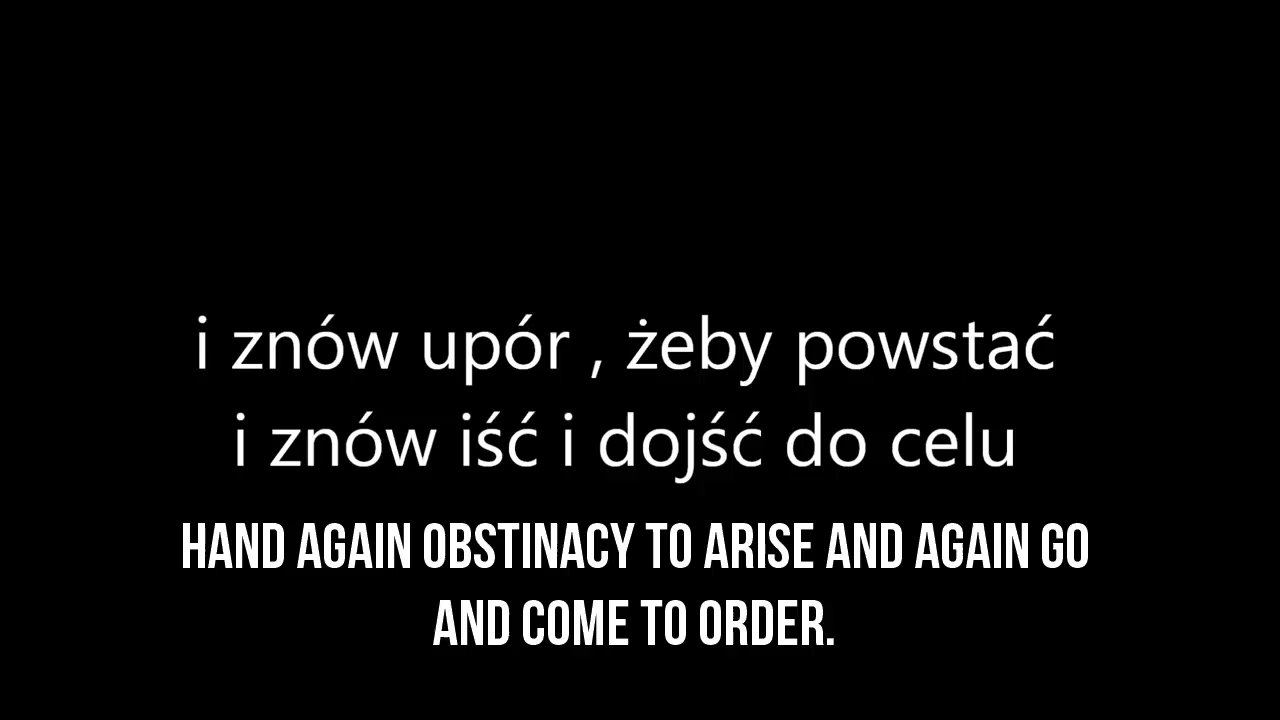 i znów upór , żeby powstać
i znów iść i dojść do celu
HAND AGAIN OBSTINACY TO ARISE AND AGAIN GO
AND COME TO ORDER.